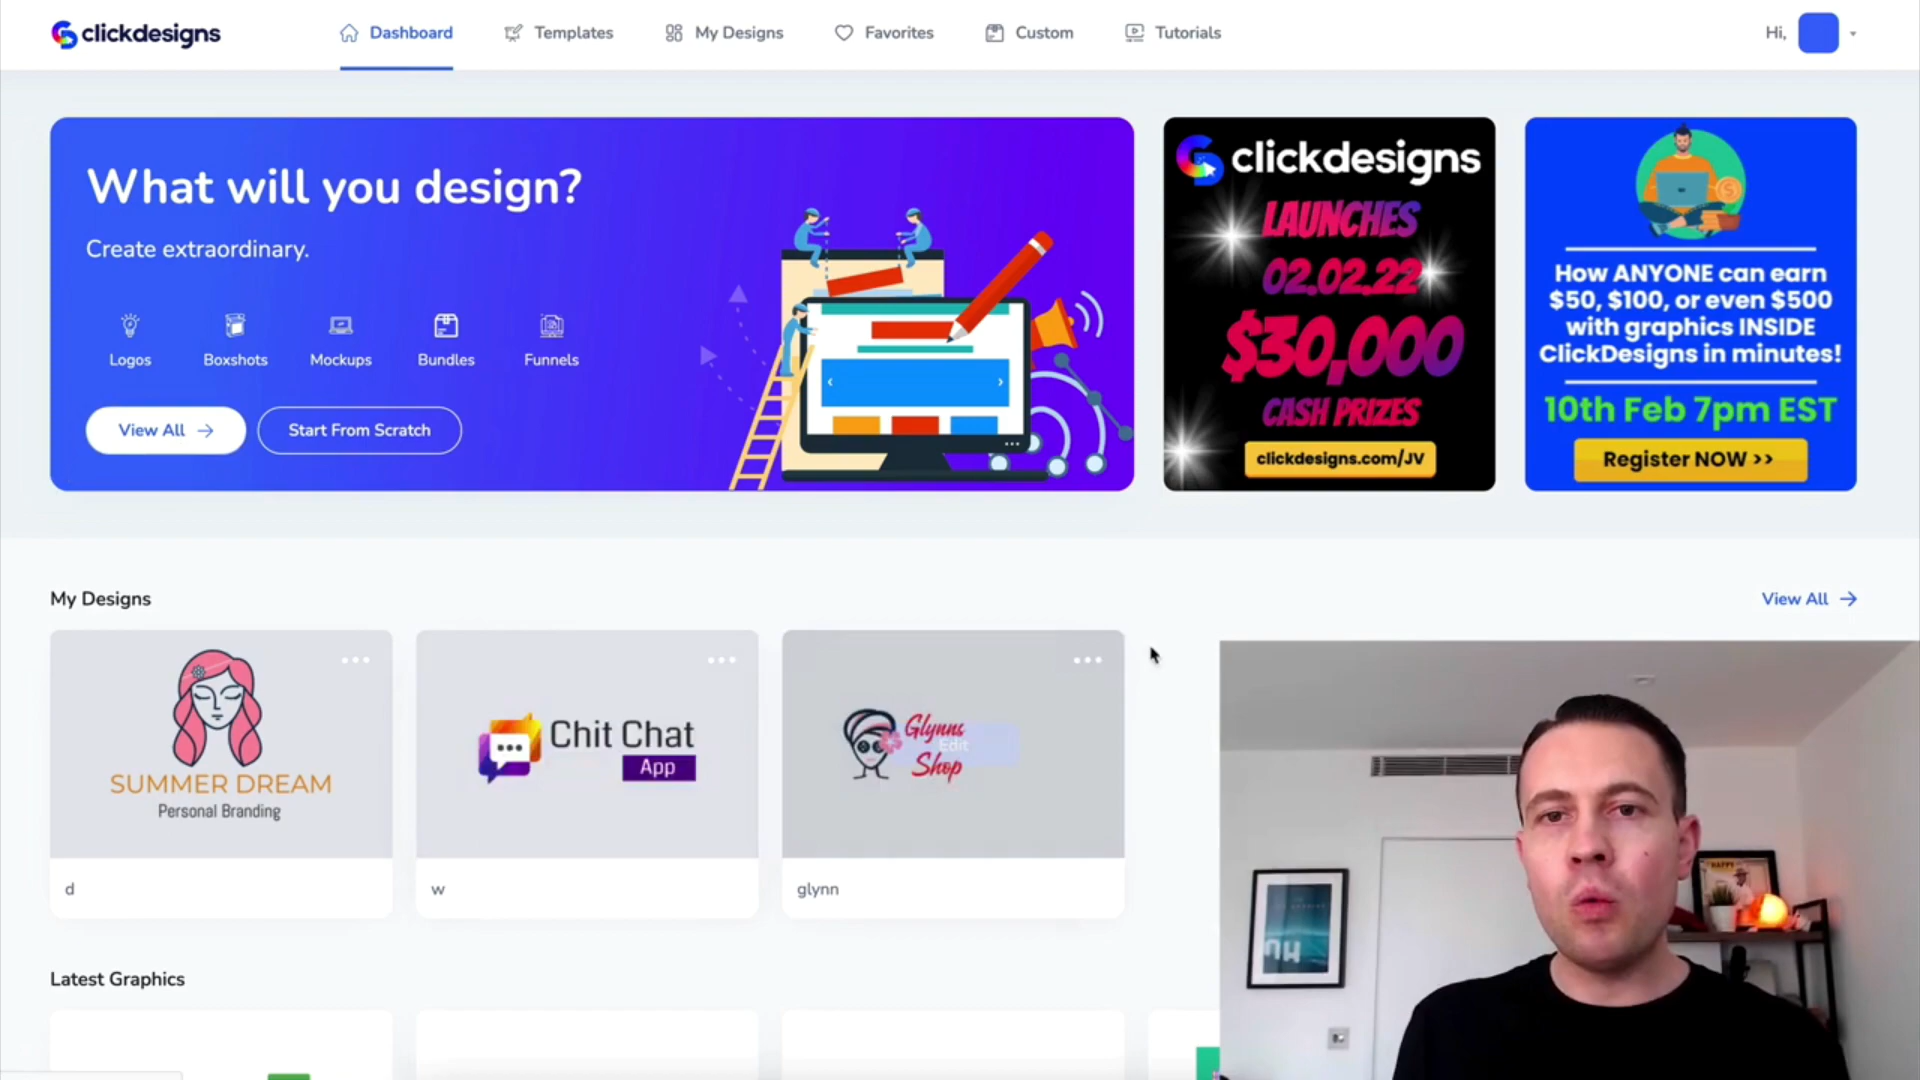 clickdesigns
Dashboard
Templates
My Designs
Favorites
Custom
Tutorials
Hi,
What will you design?
Create extraordinary.
Logos
Boxshots
Mockups
Bundles
Funnels
View All
Start From Scratch
clickdesigns
LAUNCHES
02.02.22
$30,000
CASH PRIZES
clickdesigns.com/JV
How ANYONE can earn
$50, $100, or even $500
with graphics INSIDE
ClickDesigns in minutes!
10th Feb 7pm EST
Register NOW >>
My Designs
View All
SUMMER DREAM
Personal Branding
Chit Chat
App
Glynns
Edit
Shop
d
w
glynn
HAPPY
Latest Graphics